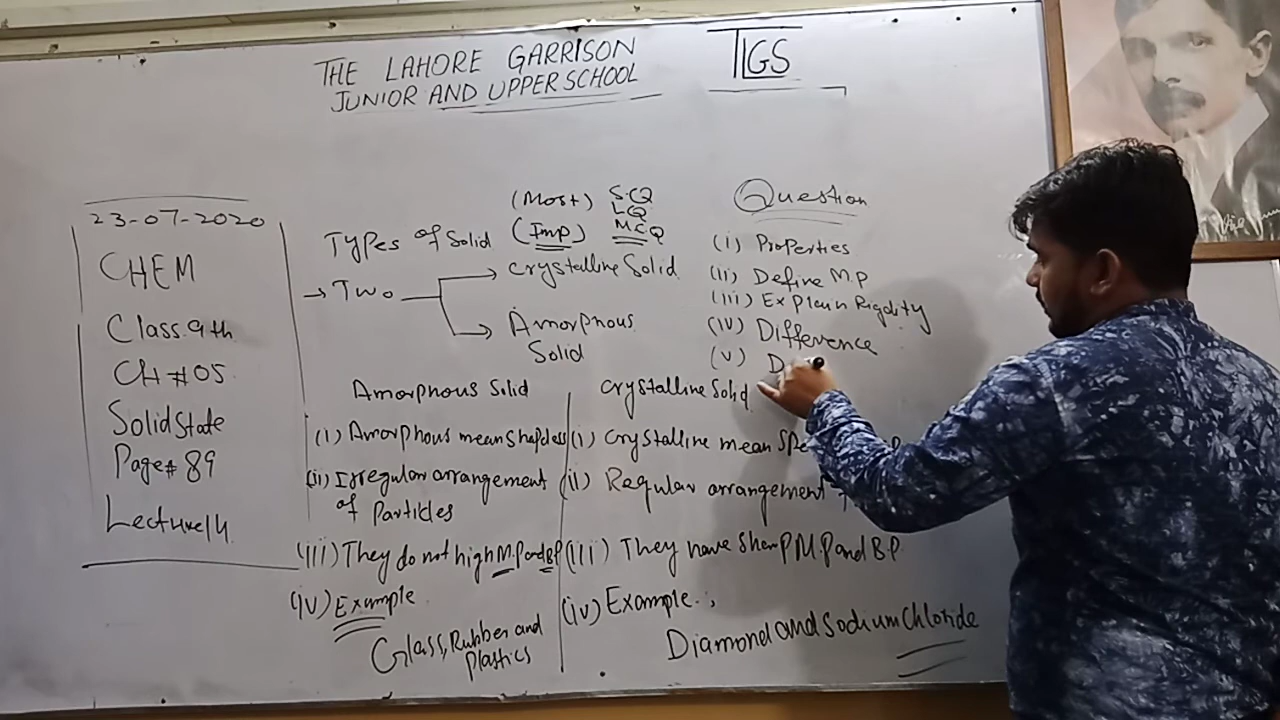 THE LAHORE GARRISON
JUNIOR AND UPPER SCHOOL
TLGS
23-07-2020
CHEM
Class 9th
CH # 05
Solid State
Page # 89
Lecture 14
Types of Solid
(Most)
(Imp)
S.Q
LQ
MCQ
→ Two
Crystalline Solid
Amorphous
Solid
Question
(i) Properties
(ii) Define M.P
(iii) Explain Rigdity
(iv) Difference
(v) D
Amorphous Solid
(i) Amorphous mean Shapeless
(ii) Irregular arrangement
of Particles
(iii) They do not high M.P and BP
(iv) Example
Glass, Rubber and
Plastics
Crystalline Solid
(i) Crystalline mean
(ii) Regular arrangement
(iii) They have Sharp M.P and B.P
(iv) Example:
Diamond and Sodium Chloride